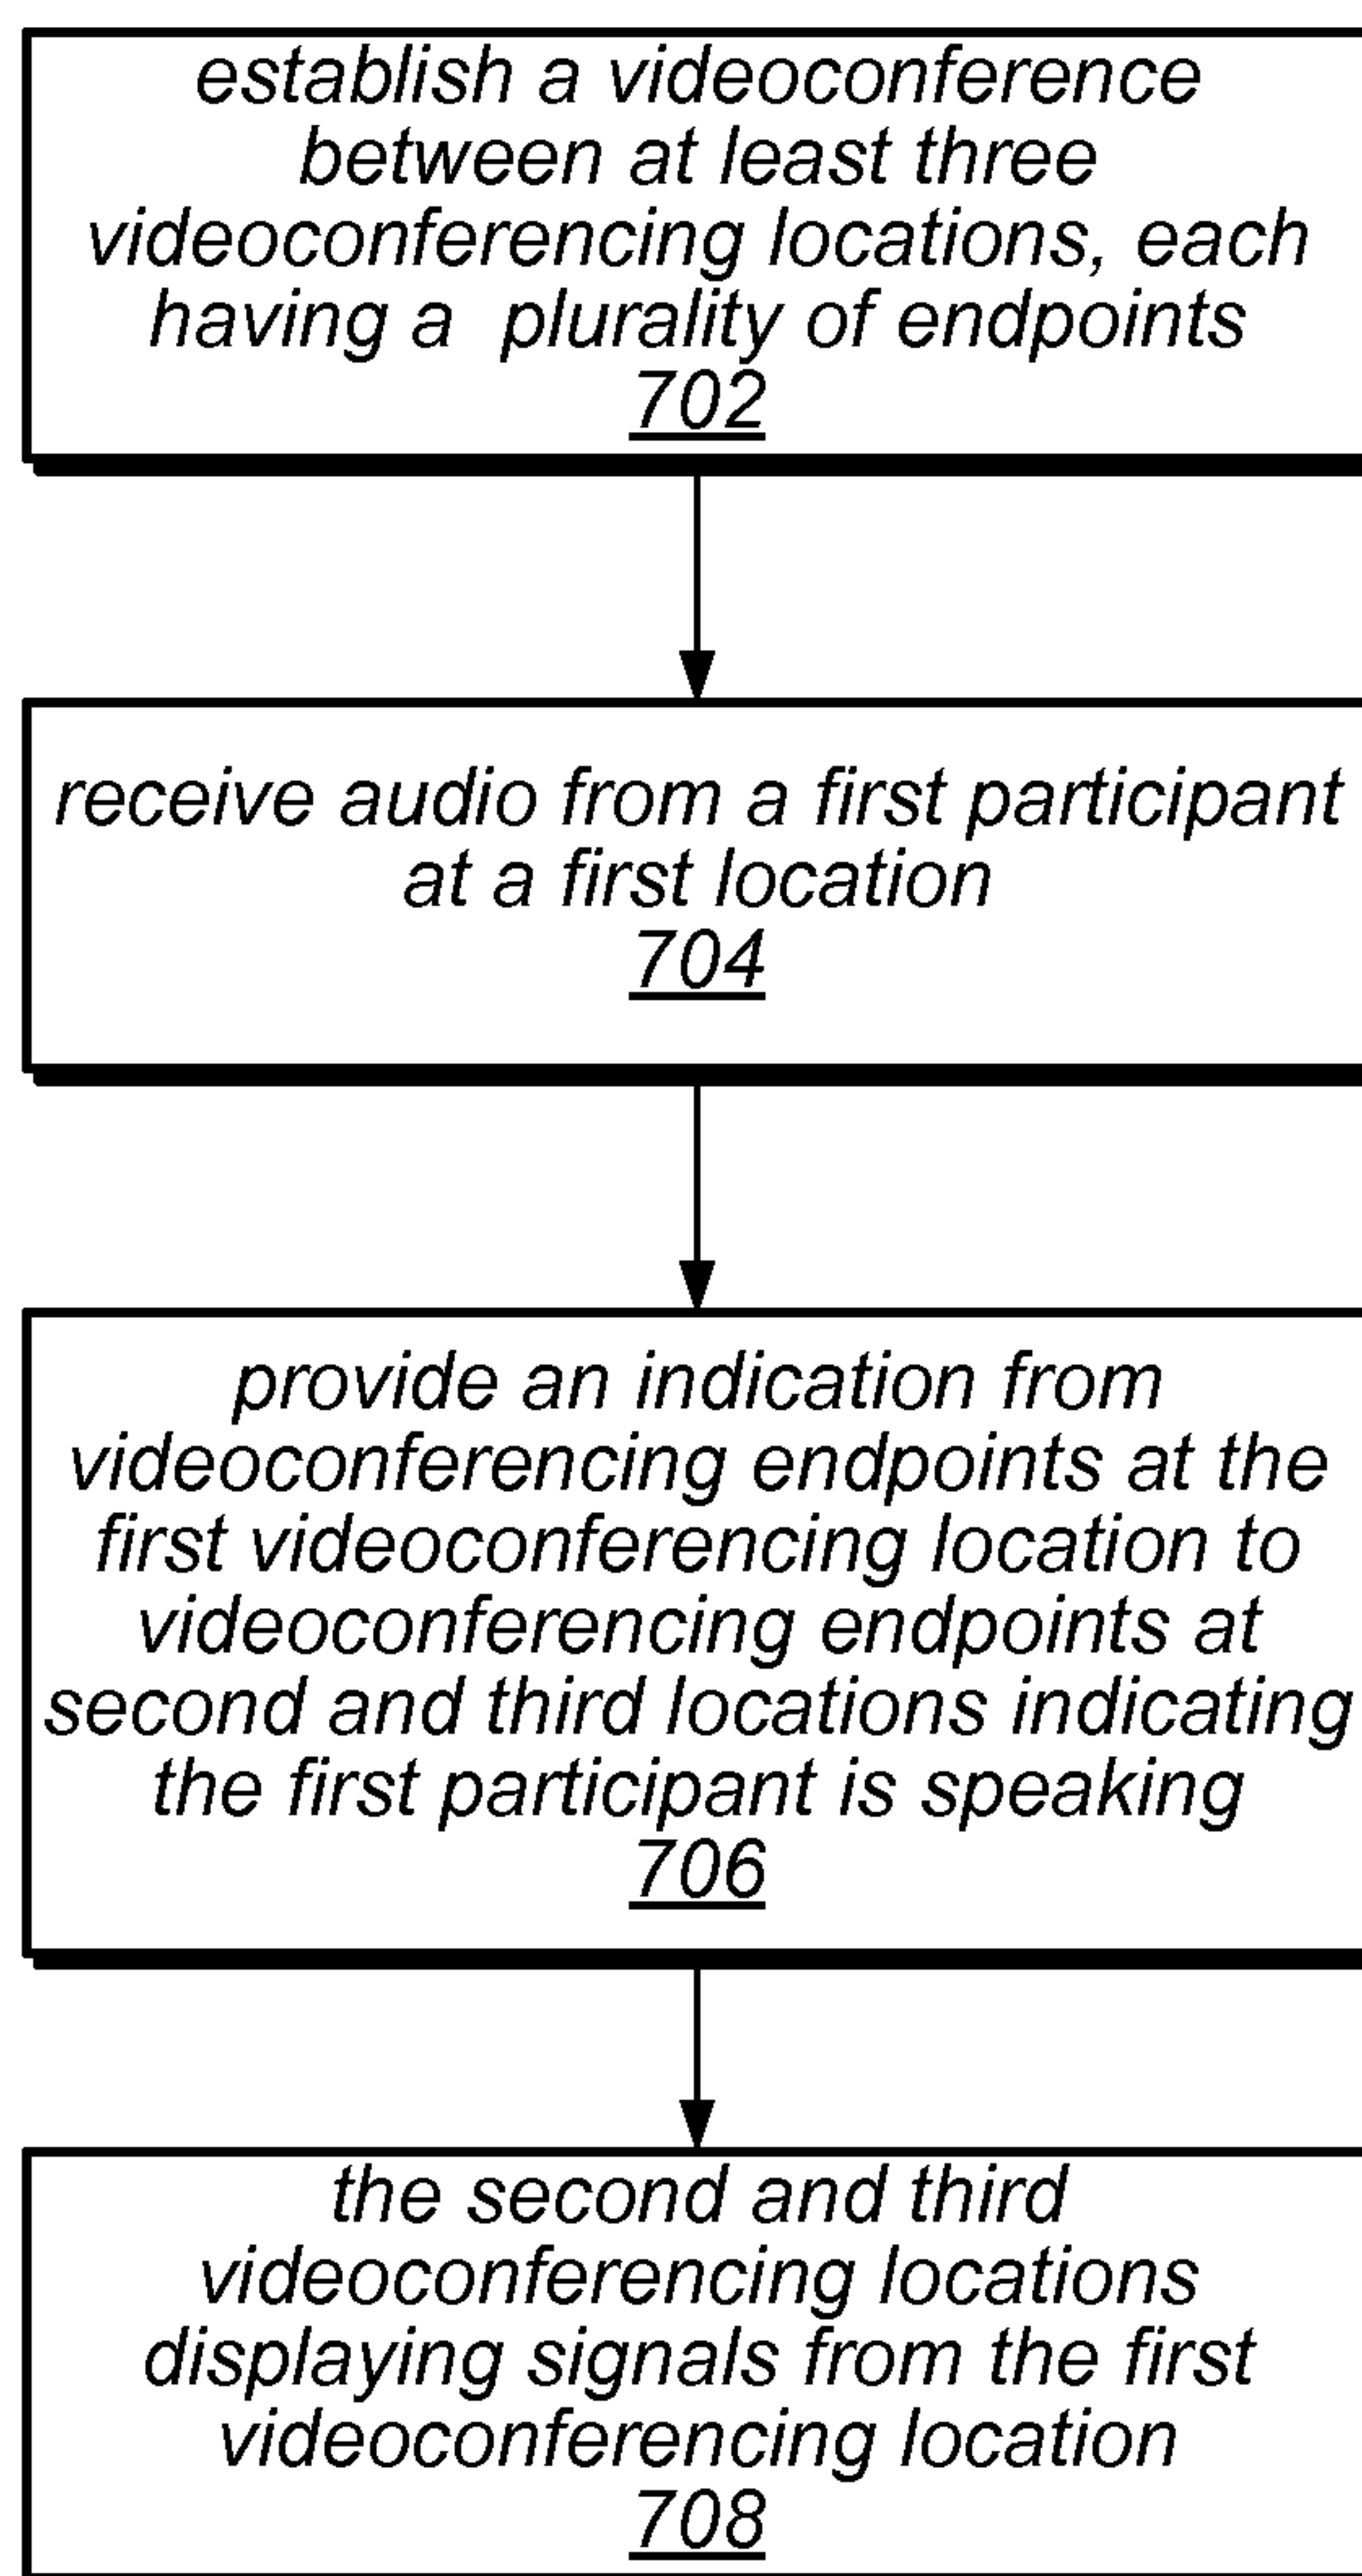 establish a videoconference
between at least three
videoconferencing locations, each
having a plurality of endpoints
702
receive audio from a first participant
at a first location
704
provide an indication from
videoconferencing endpoints at the
first videoconferencing location to
videoconferencing endpoints at
second and third locations indicating
the first participant is speaking
706
the second and third
videoconferencing locations
displaying signals from the first
videoconferencing location
708